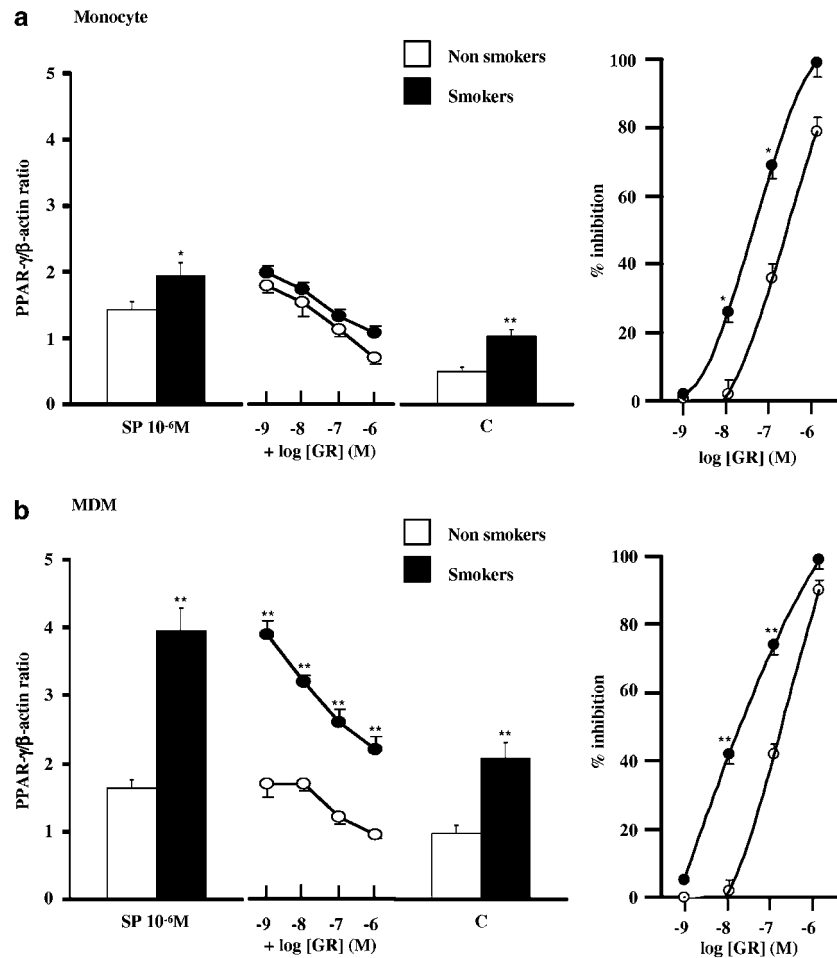 a
Monocyte
Non smokers
Smokers
PPAR-γ/β-actin ratio
5
4
3
2
1
0
*
**
SP 10⁻⁶M
-9 -8 -7 -6
+ log [GR] (M)
C
% inhibition
100
80
60
40
20
0
*
*
-9 -8 -7 -6
log [GR] (M)
b
MDM
Non smokers
Smokers
PPAR-γ/β-actin ratio
5
4
3
2
1
0
**
**
**
**
**
**
SP 10⁻⁶M
-9 -8 -7 -6
+ log [GR] (M)
C
% inhibition
100
80
60
40
20
0
**
**
-9 -8 -7 -6
log [GR] (M)